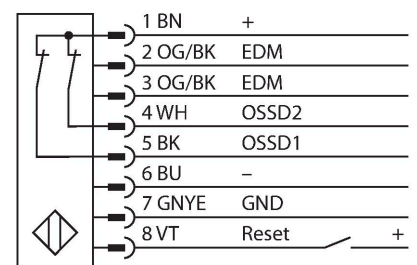 1 BN +
2 OG/BK EDM
3 OG/BK EDM
4 WH OSSD2
5 BK OSSD1
6 BU –
7 GNYE GND
8 VT Reset +